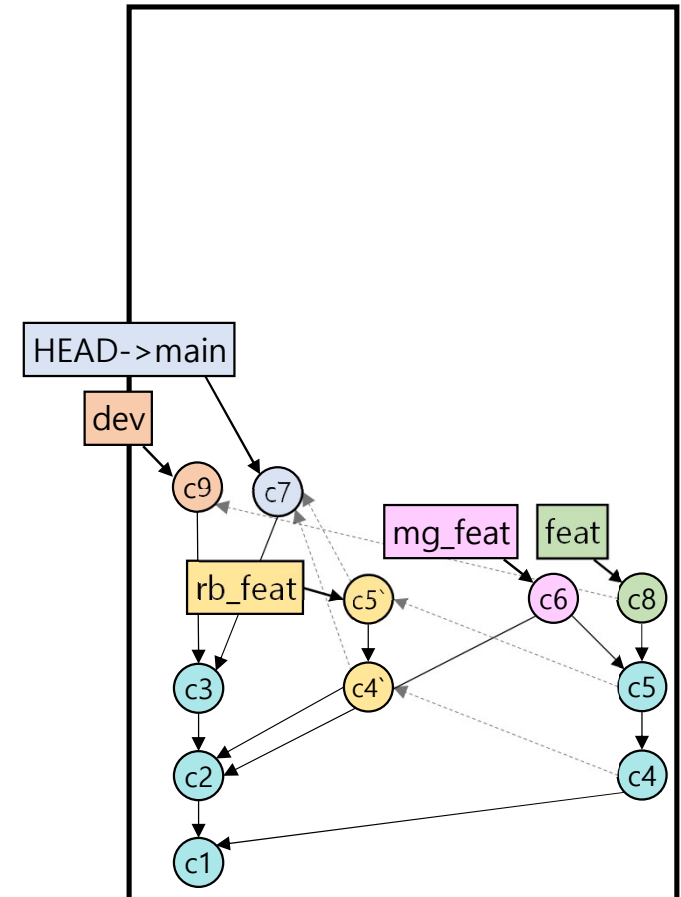 HEAD->main
dev
c9
c7
mg_feat
feat
rb_feat
c5`
c6
c8
c3
c4`
c5
c2
c4
c1